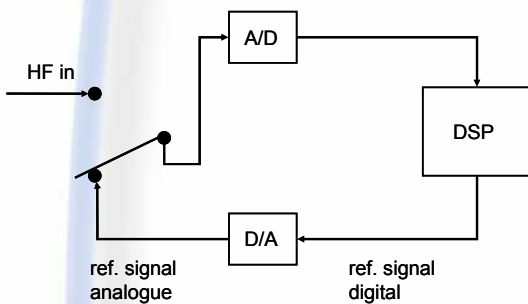 A/D
HF in
DSP
D/A
ref. signal
analogue
ref. signal
digital